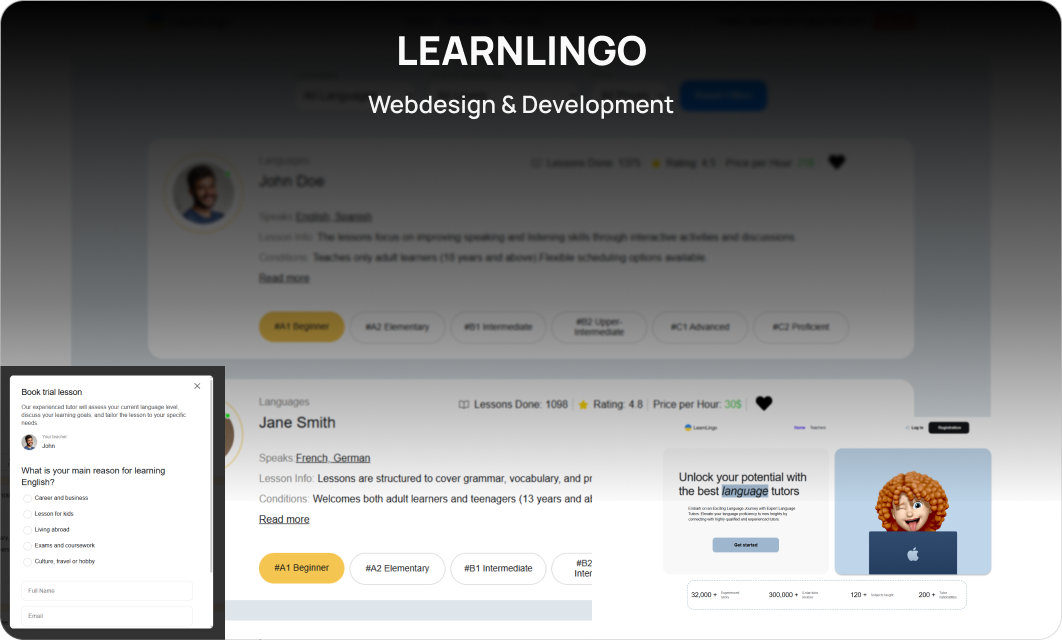 LEARNLINGO
Webdesign & Development
Languages
Lessons Done: 1373 Rating: 4.5 Price per Hour: 
John Doe
Speaks English, Spanish
Lesson Info: The lessons focus on improving speaking and listening skills through interactive activities and discussions.
Conditions: Teaches only adult learners (18 years and above) Flexible scheduling options available.
Read more
#A1 Beginner
#A2 Elementary
#B1 Intermediate
#B2 Upper-
Intermediate
#C1 Advanced
#C2 Proficient
Languages
Lessons Done: 1098 Rating: 4.8 Price per Hour: 30$
Jane Smith
Speaks French, German
Lesson Info: Lessons are structured to cover grammar, vocabulary, and pr
Conditions: Welcomes both adult learners and teenagers (13 years and a
Read more
#A1 Beginner
#A2 Elementary
#B1 Intermediate
#B2
Inter
Book trial lesson
Our experienced tutor will assess your current language level,
discuss your learning goals, and tailor the lesson to your specific
needs.
Your teacher
John
What is your main reason for learning
English?
Career and business
Lesson for kids
Living abroad
Exams and coursework
Culture, travel or hobby
Full Name
Email
LearnLingo
Home Teachers
Log in
Registration
Unlock your potential with
the best language tutors
Embark on an Exciting Language Journey with Expert Language
Tutors: Elevate your language proficiency to new heights by
connecting with highly qualified and experienced tutors.
Get started
32,000 + Experienced
tutors
300,000 + 5-star tutor
reviews
120 + Subjects taught
200 + Tutor
nationalities